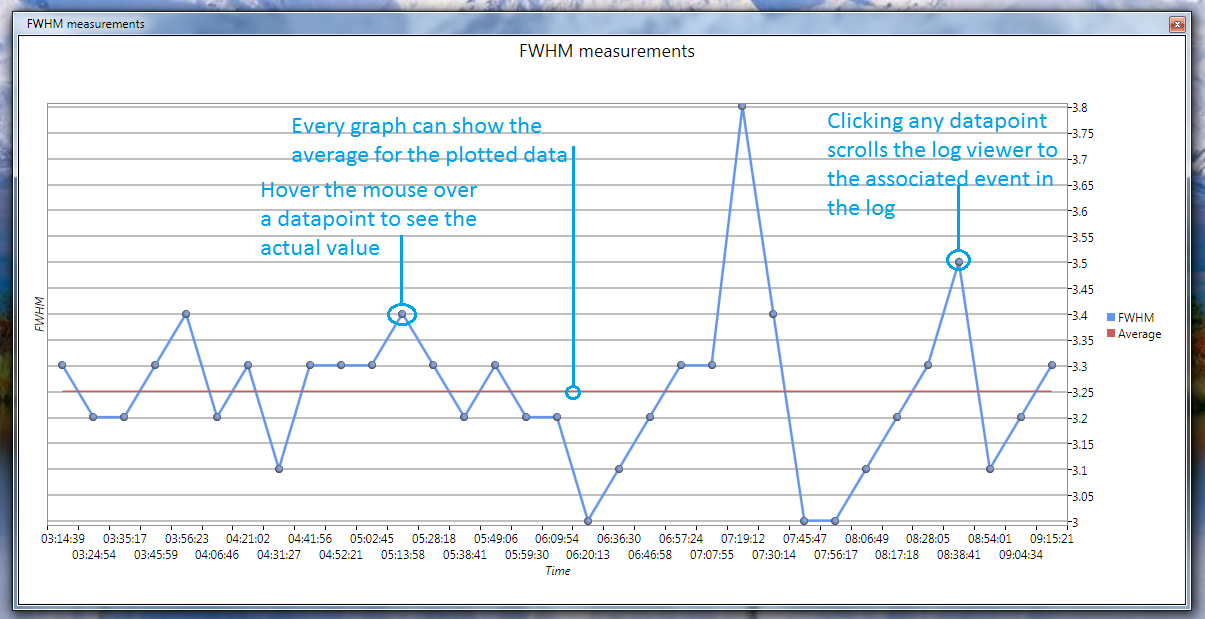 FWHM measurements
FWHM measurements
Every graph can show the
average for the plotted data
Hover the mouse over
a datapoint to see the
actual value
Clicking any datapoint
scrolls the log viewer to
the associated event in
the log
3.8
3.75
3.7
3.65
3.6
3.55
3.5
3.45
3.4
3.35
3.3
3.25
3.2
3.15
3.1
3.05
3
FWHM
FWHM
Average
03:14:39 03:35:17 03:56:23 04:21:02 04:41:56 05:02:45 05:28:18 05:49:06 06:09:54 06:36:30 06:57:24 07:19:12 07:45:47 08:06:49 08:28:05 08:54:01 09:15:21
03:24:54 03:45:59 04:06:46 04:31:27 04:52:21 05:13:58 05:38:41 05:59:30 06:20:13 06:46:58 07:07:55 07:30:14 07:56:17 08:17:18 08:38:41 09:04:34
Time